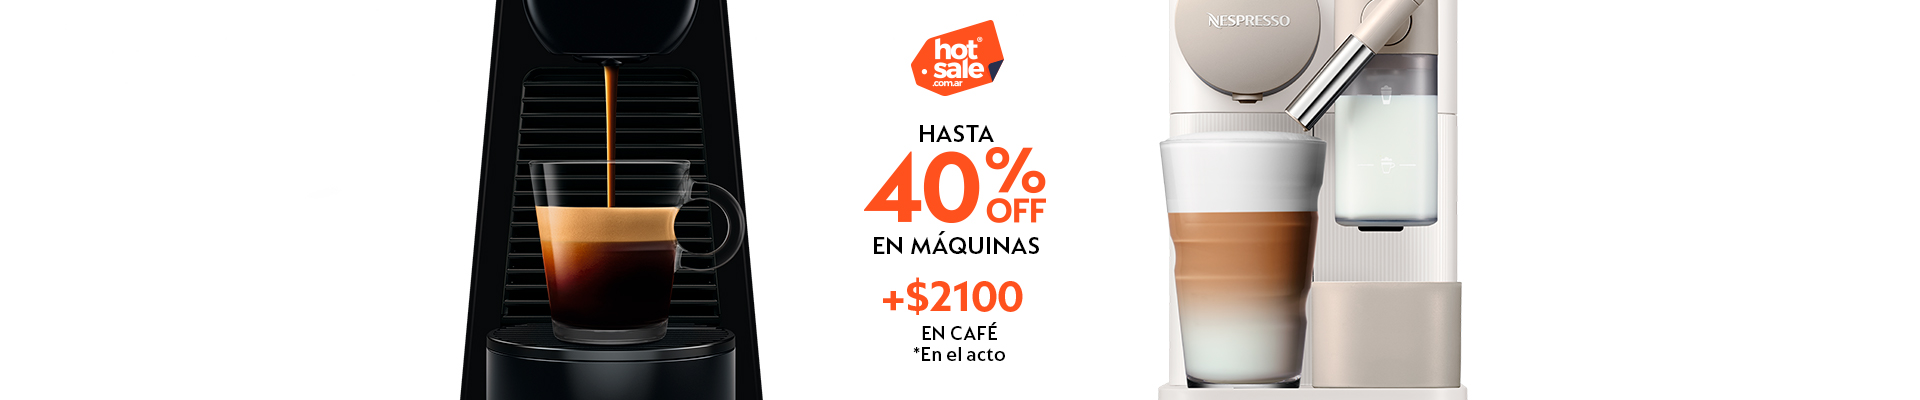 hot®
sale
.com.ar
HASTA
40%
OFF
EN MÁQUINAS
+$2100
EN CAFÉ
*En el acto
NESPRESSO